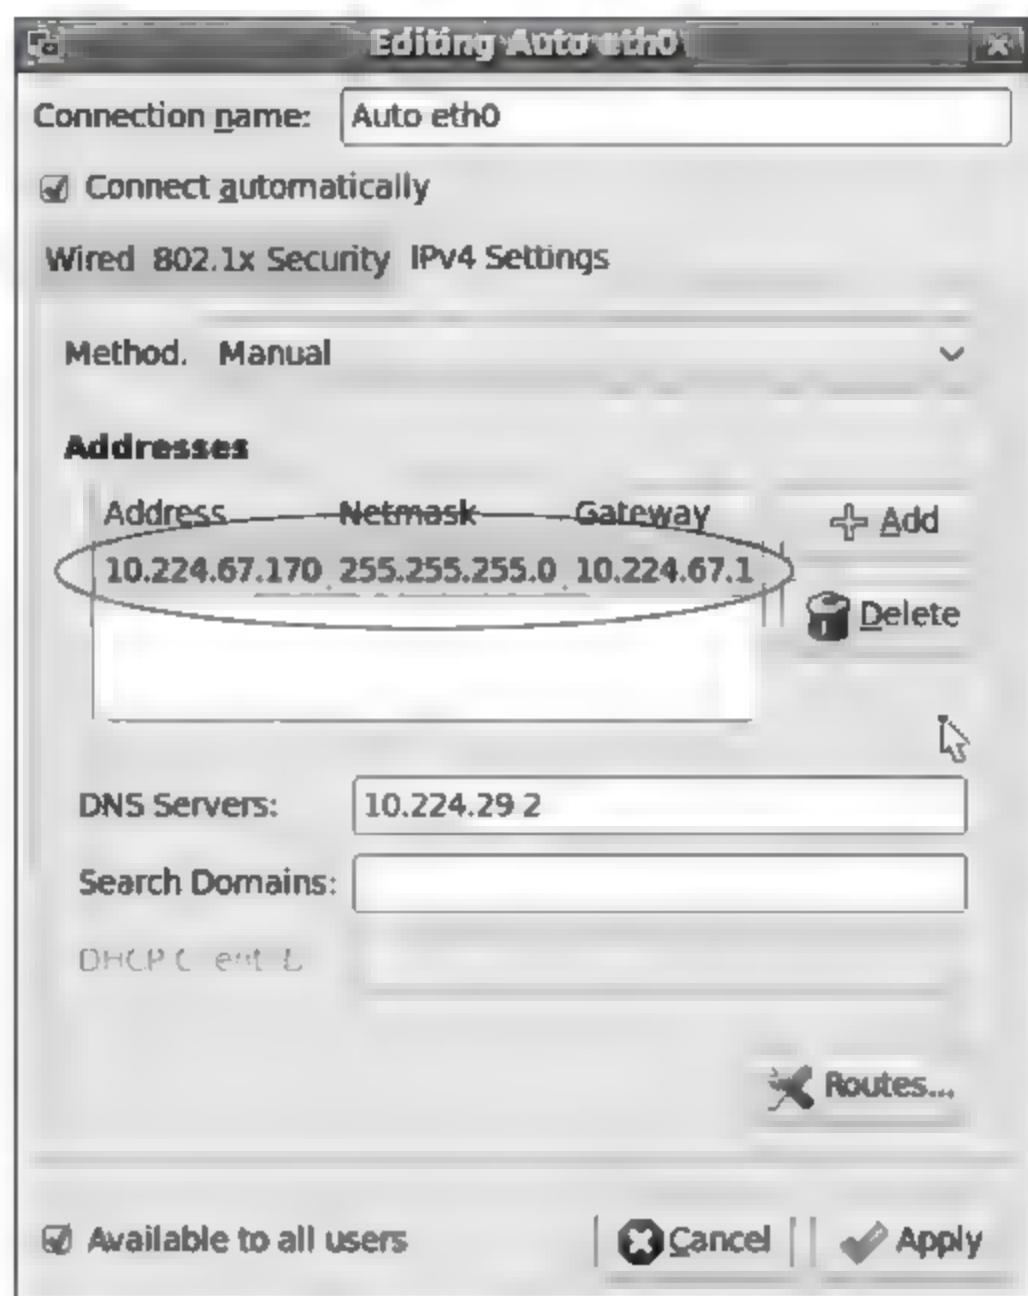 Editing Auto eth0
Connection name: Auto eth0
Connect automatically
Wired 802.1x Security IPv4 Settings
Method. Manual
Addresses
Address Netmask Gateway
10.224.67.170 255.255.255.0 10.224.67.1
Add
Delete
DNS Servers: 10.224.29 2
Search Domains:
DHCP
Routes...
Available to all users Cancel Apply